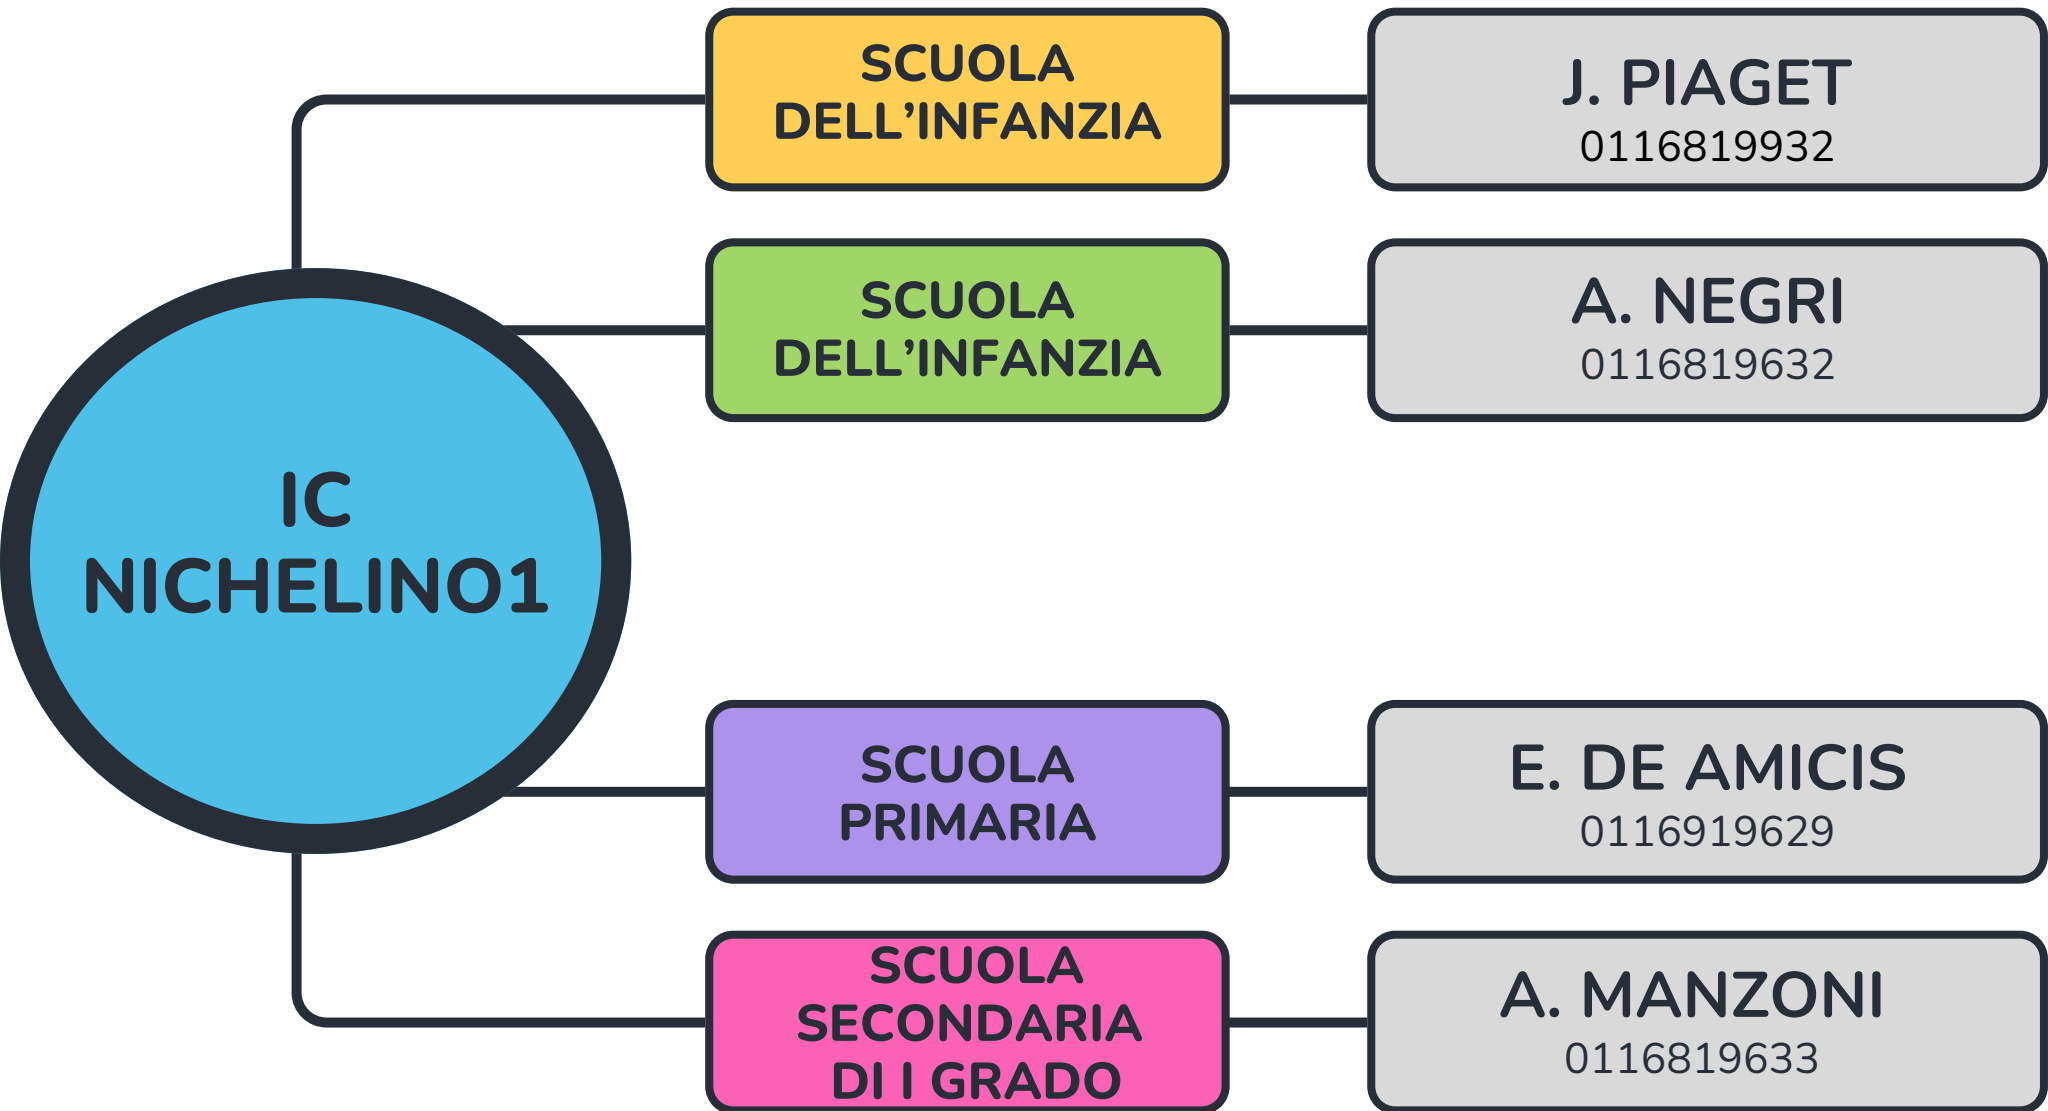 IC
NICHELINO1
SCUOLA
DELL’INFANZIA
J. PIAGET
0116819932
SCUOLA
DELL’INFANZIA
A. NEGRI
0116819632
SCUOLA
PRIMARIA
E. DE AMICIS
0116919629
SCUOLA
SECONDARIA
DI I GRADO
A. MANZONI
0116819633